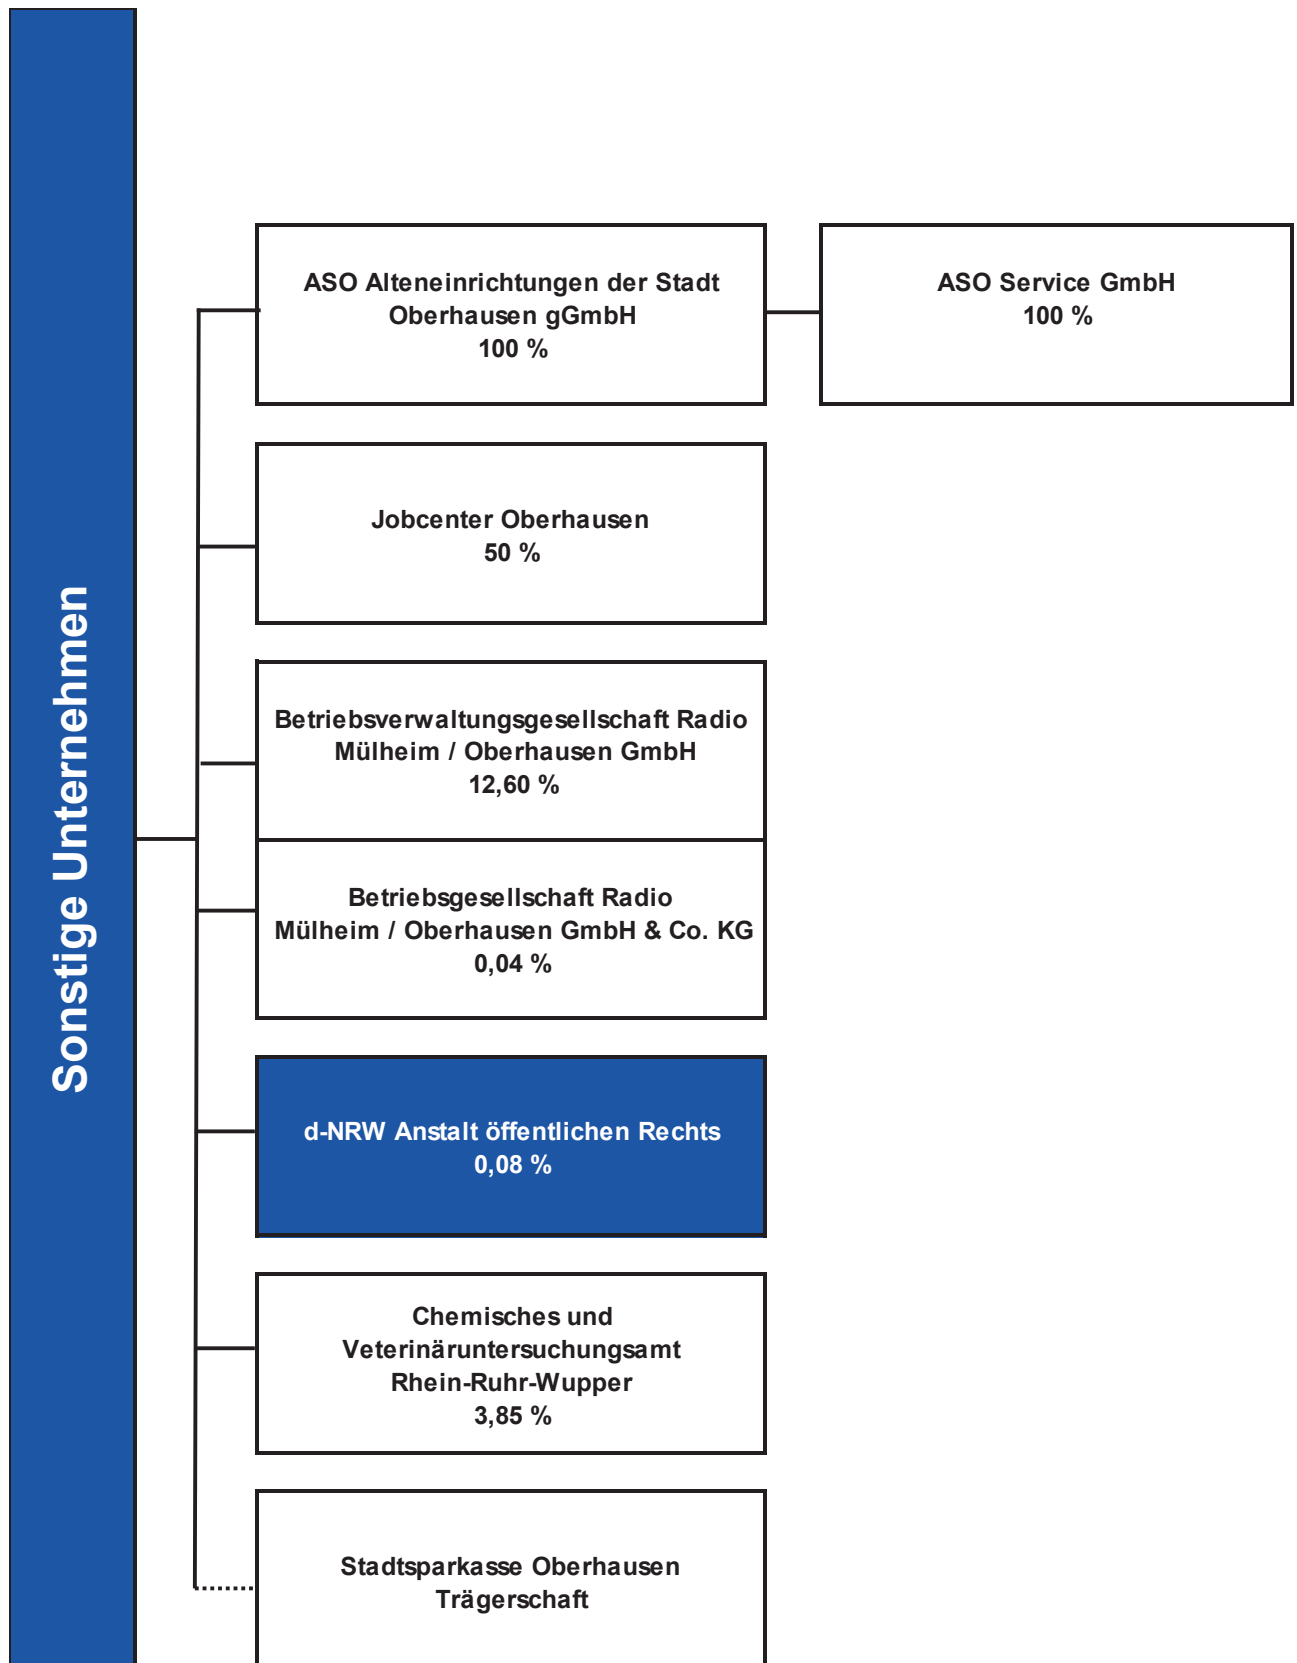 Sonstige Unternehmen
ASO Alteneinrichtungen der Stadt
Oberhausen gGmbH
100 %
ASO Service GmbH
100 %
Jobcenter Oberhausen
50 %
Betriebsverwaltungsgesellschaft Radio
Mülheim / Oberhausen GmbH
12,60 %
Betriebsgesellschaft Radio
Mülheim / Oberhausen GmbH & Co. KG
0,04 %
d-NRW Anstalt öffentlichen Rechts
0,08 %
Chemisches und
Veterinäruntersuchungsamt
Rhein-Ruhr-Wupper
3,85 %
Stadtsparkasse Oberhausen
Trägerschaft